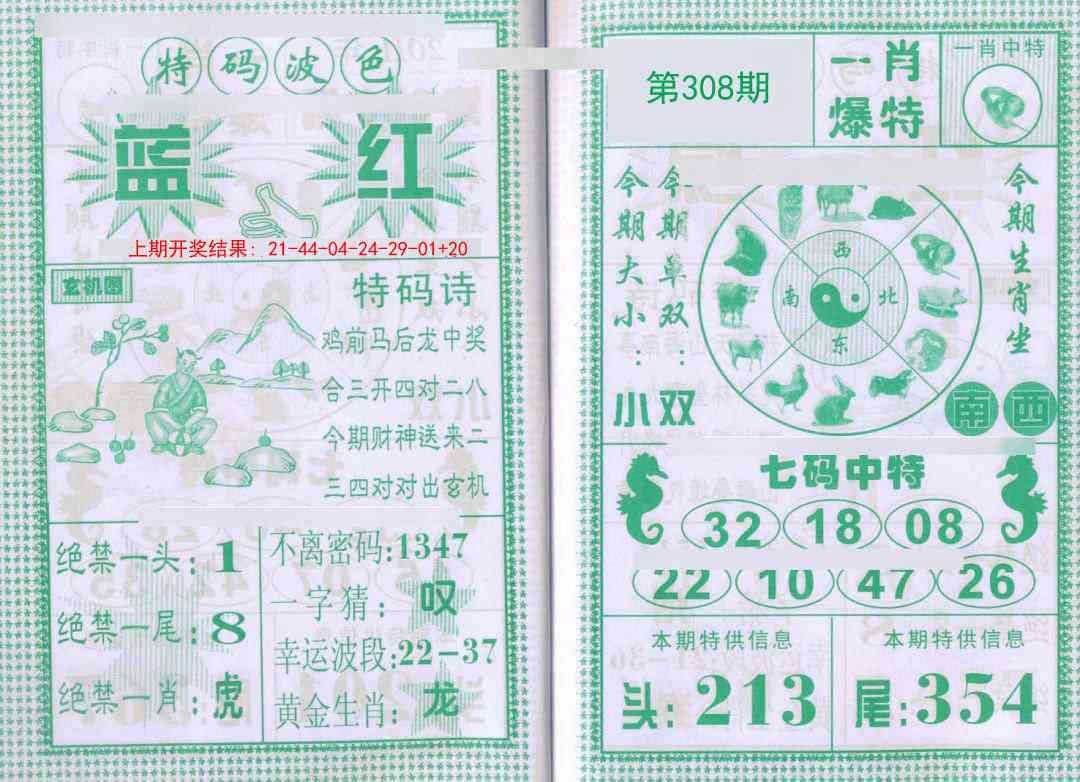 特码波色
蓝 红
上期开奖结果：21-44-04-24-29-01+20
玄机图
特码诗
鸡前马后龙中奖
合三开四对二八
今期财神送来二
三四对对出玄机
绝禁一头：1
绝禁一尾：8
绝禁一肖：虎
不离密码：1347
一字猜：叹
幸运波段：22-37
黄金生肖：龙
第308期
一肖
爆特
一肖中特
今期大小：小
今期单双：双
西
南 北
东
今期生肖坐
南 西
七码中特
32 18 08
22 10 47 26
本期特供信息
头：213
本期特供信息
尾：354